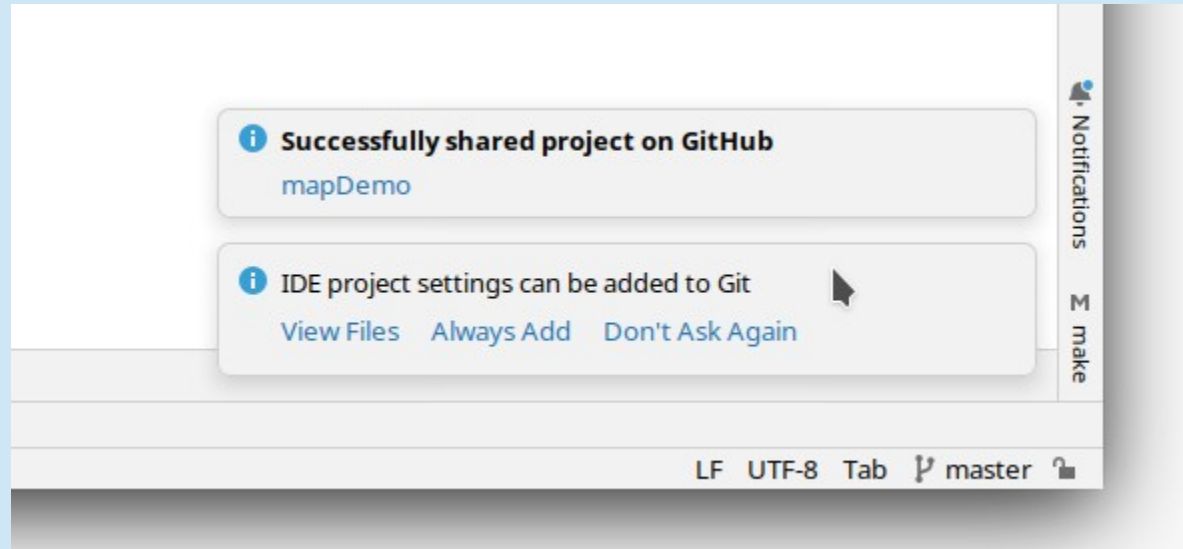 Successfully shared project on GitHub
mapDemo
IDE project settings can be added to Git
View Files Always Add Don't Ask Again
Notifications
M make
LF UTF-8 Tab master